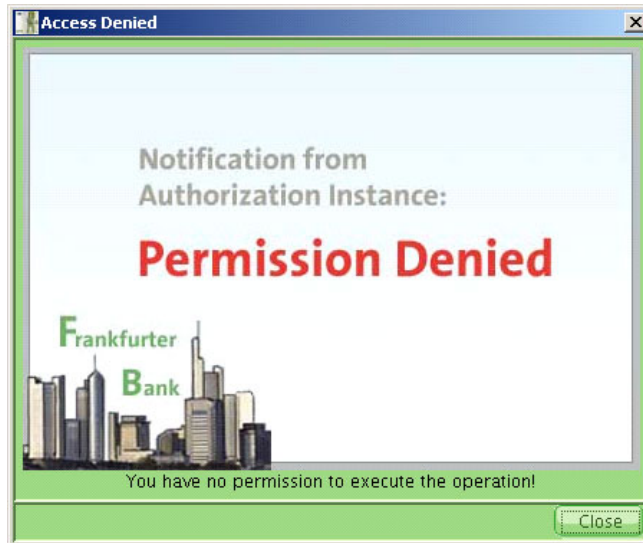 Access Denied
Notification from
Authorization Instance:
Permission Denied
Frankfurter
Bank
You have no permission to execute the operation!
Close